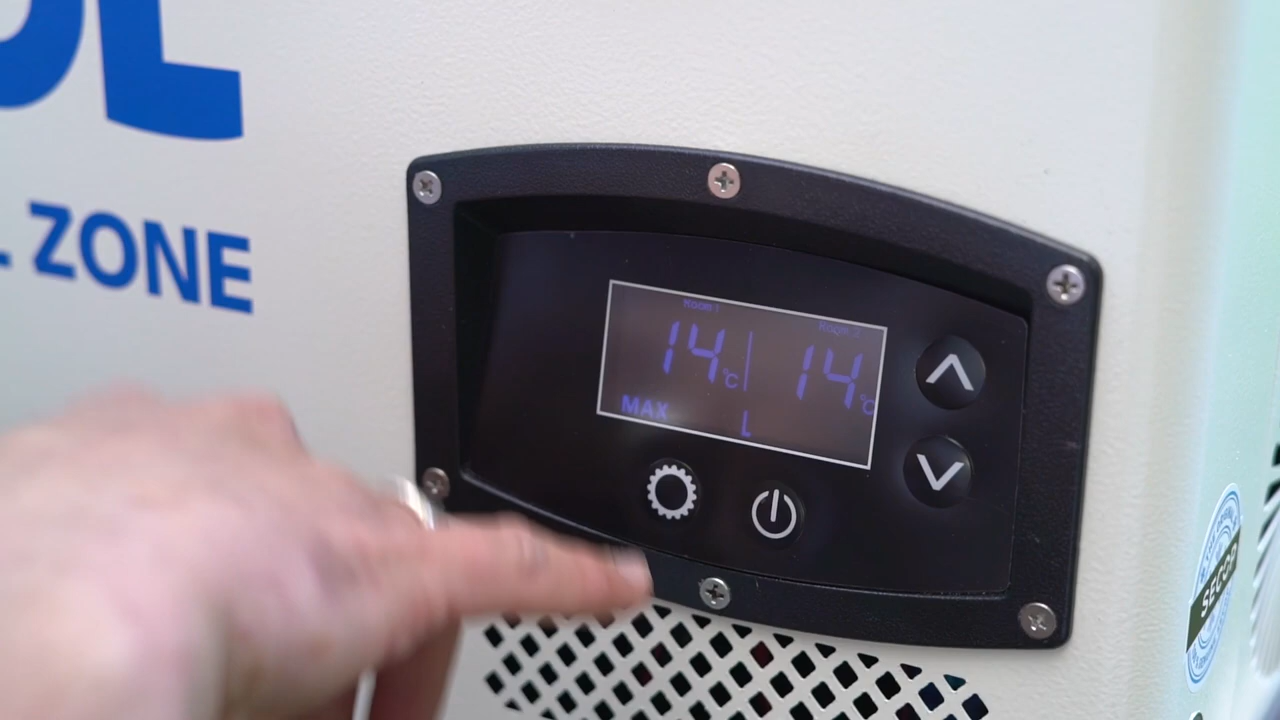 OL
L ZONE
Room 1 Room 2
14°C 14°C
MAX L
SECOP